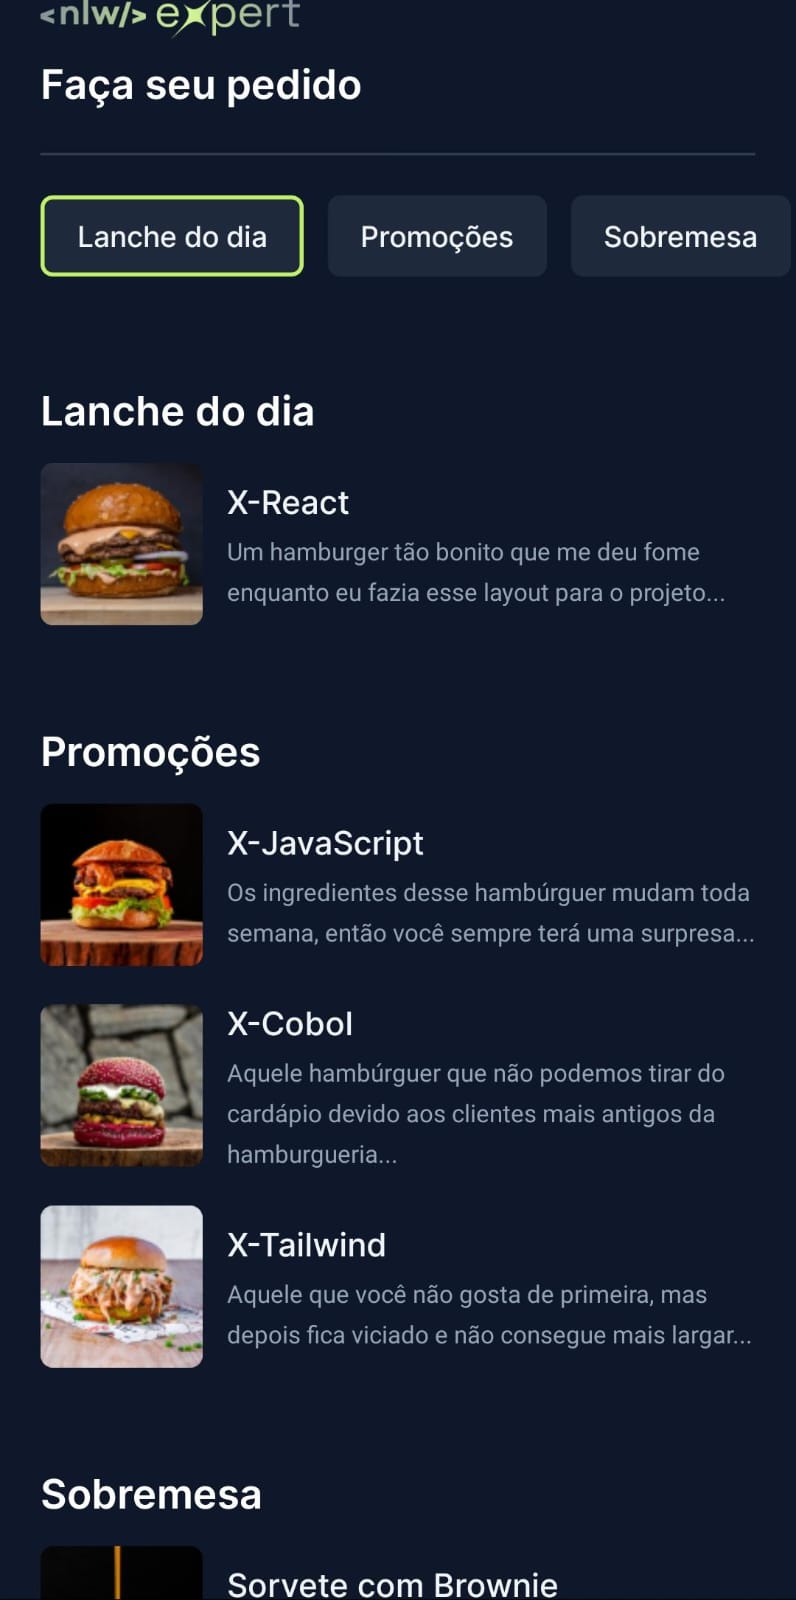 <nlw/> expert
Faça seu pedido
Lanche do dia
Promoções
Sobremesa
Lanche do dia
X-React
Um hamburger tão bonito que me deu fome
enquanto eu fazia esse layout para o projeto...
Promoções
X-JavaScript
Os ingredientes desse hambúrguer mudam toda
semana, então você sempre terá uma surpresa...
X-Cobol
Aquele hambúrguer que não podemos tirar do
cardápio devido aos clientes mais antigos da
hamburgueria...
X-Tailwind
Aquele que você não gosta de primeira, mas
depois fica viciado e não consegue mais largar...
Sobremesa
Sorvete com Brownie